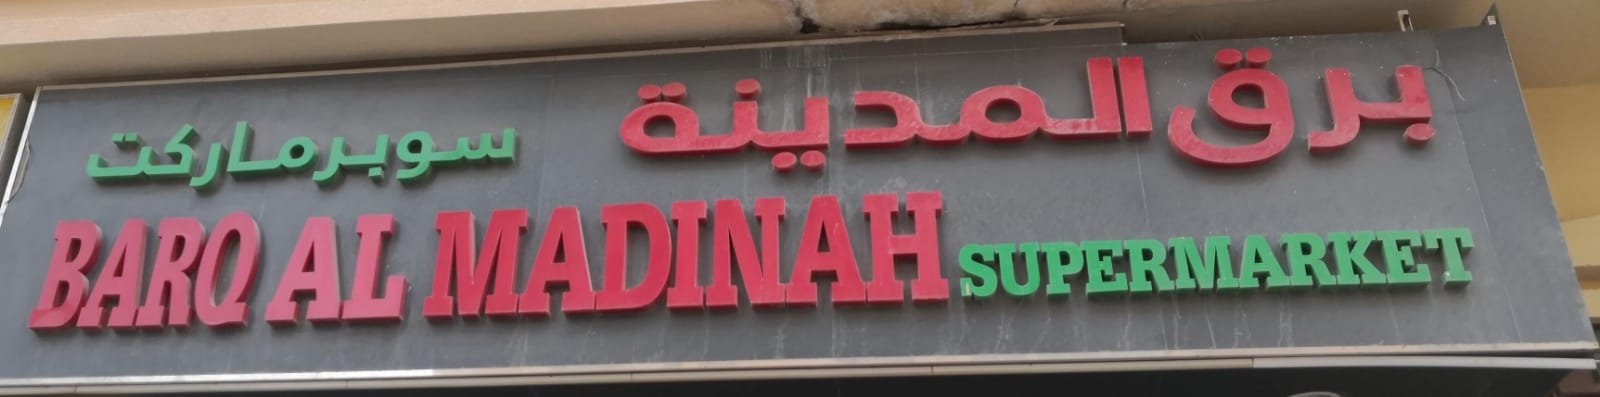 برق المدينة سوبرماركت
BARQ AL MADINAH SUPERMARKET